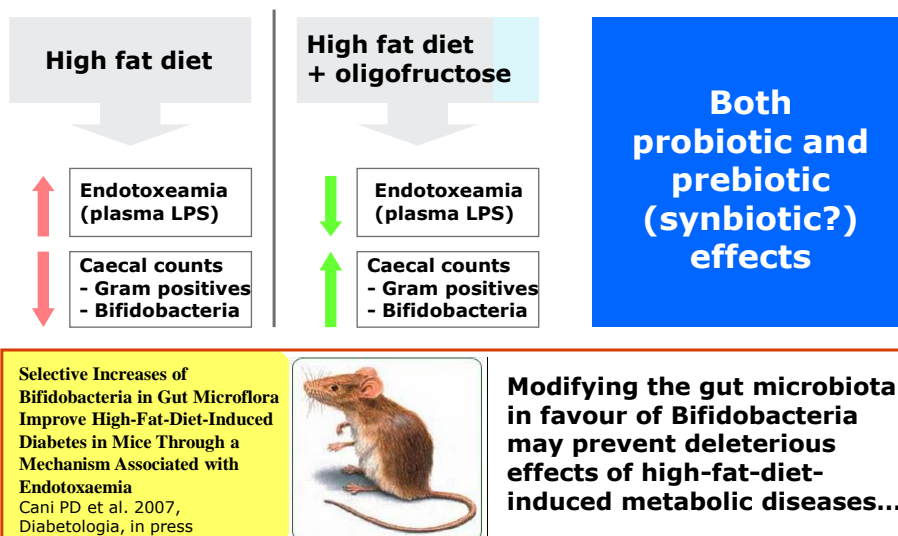 High fat diet
High fat diet
+ oligofructose
Endotoxeamia
(plasma LPS)
Caecal counts
- Gram positives
- Bifidobacteria
Endotoxeamia
(plasma LPS)
Caecal counts
- Gram positives
- Bifidobacteria
Both
probiotic and
prebiotic
(synbiotic?)
effects
Selective Increases of
Bifidobacteria in Gut Microflora
Improve High-Fat-Diet-Induced
Diabetes in Mice Through a
Mechanism Associated with
Endotoxaemia
Cani PD et al. 2007,
Diabetologia, in press
Modifying the gut microbiota
in favour of Bifidobacteria
may prevent deleterious
effects of high-fat-diet-
induced metabolic diseases...